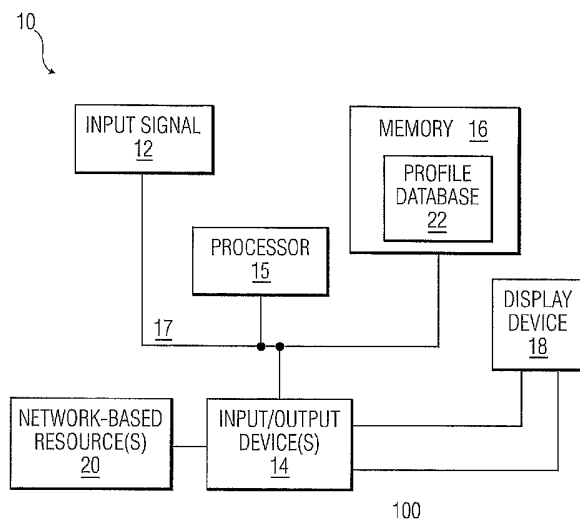 10
INPUT SIGNAL
12
MEMORY 16
PROFILE
DATABASE
22
PROCESSOR
15
DISPLAY
DEVICE
18
17
NETWORK-BASED
RESOURCE(S)
20
INPUT/OUTPUT
DEVICE(S)
14
100